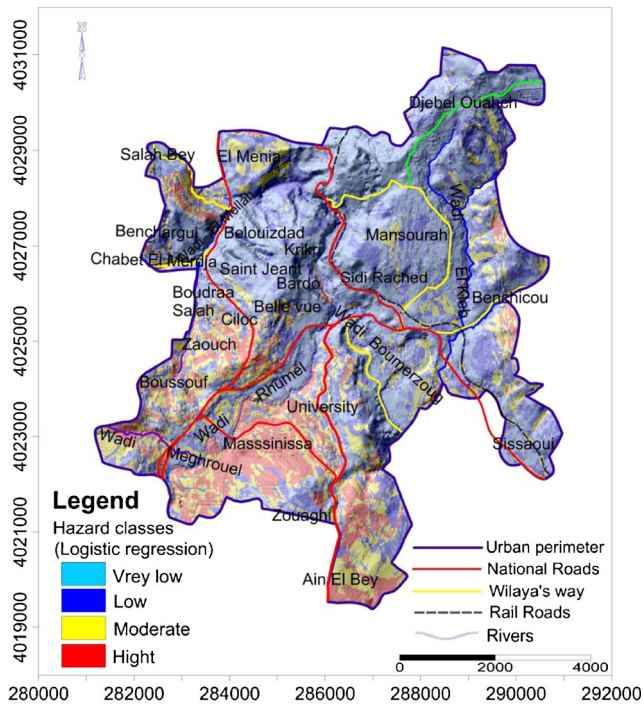 N
4031000
4029000
4027000
4025000
4023000
4021000
4019000
Djebel Ouahch
Salah Bey
El Menia
Wadi
El Mellah
Benchargui
Belouizdad
Mansourah
Krikri
Chabet El Merdja
Saint Jeant
Sidi Rached
Bardo
Boudraa
Salah
Belle vue
Benchicou
Ciloc
Wadi Boumerzoug
Zaouch
Boussouf
Wadi Rhumel
University
Wadi
Meghrouel
Masssinissa
Sissaoui
Zouaghi
Ain El Bey
Legend
Hazard classes
(Logistic regression)
Vrey low
Low
Moderate
Hight
Urban perimeter
National Roads
Wilaya's way
Rail Roads
Rivers
0 2000 4000
280000 282000 284000 286000 288000 290000 292000